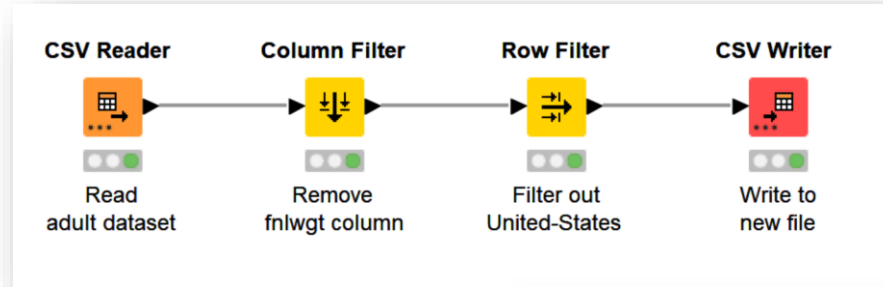 CSV Reader
Column Filter
Row Filter
CSV Writer
Read
adult dataset
Remove
fnlwgt column
Filter out
United-States
Write to
new file